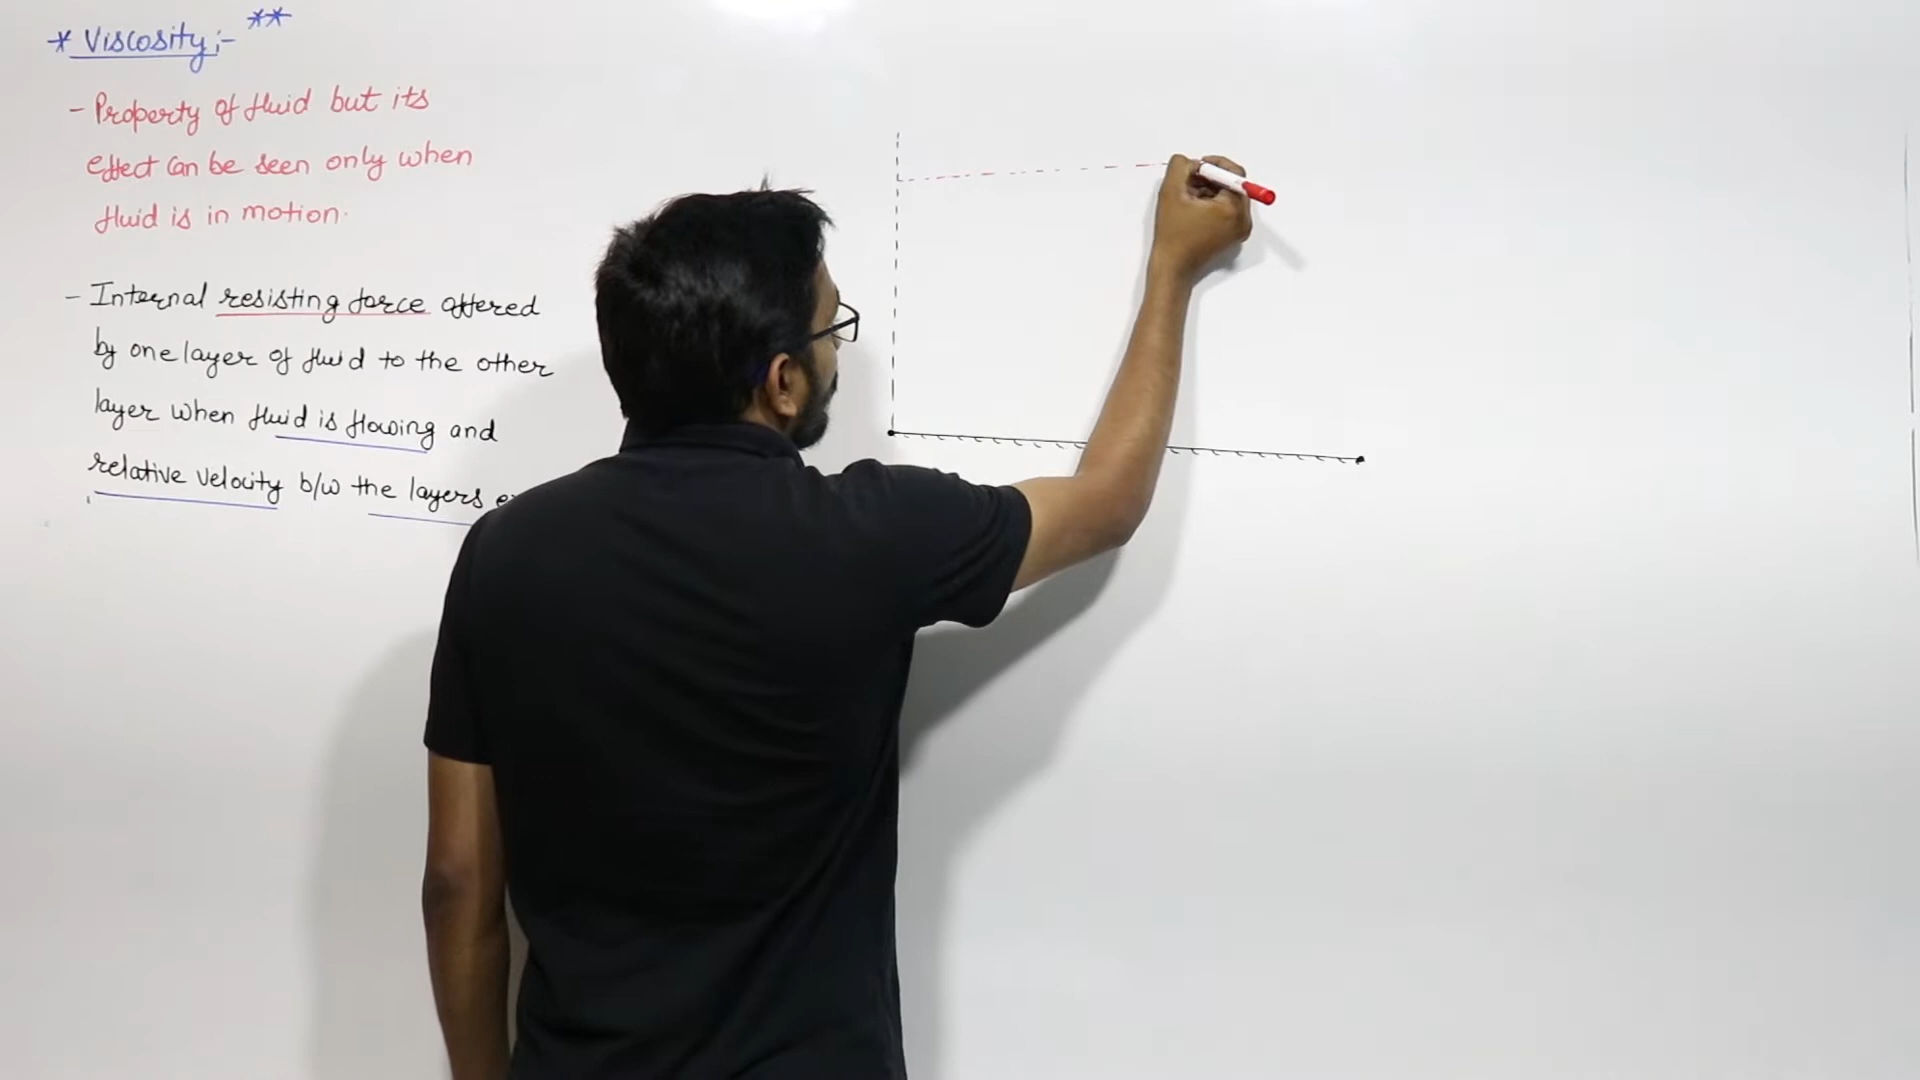 * Viscosity:- **
- Property of fluid but its
effect can be seen only when
fluid is in motion.
- Internal resisting force offered
by one layer of fluid to the other
layer when fluid is flowing and
relative velocity b/w the layers